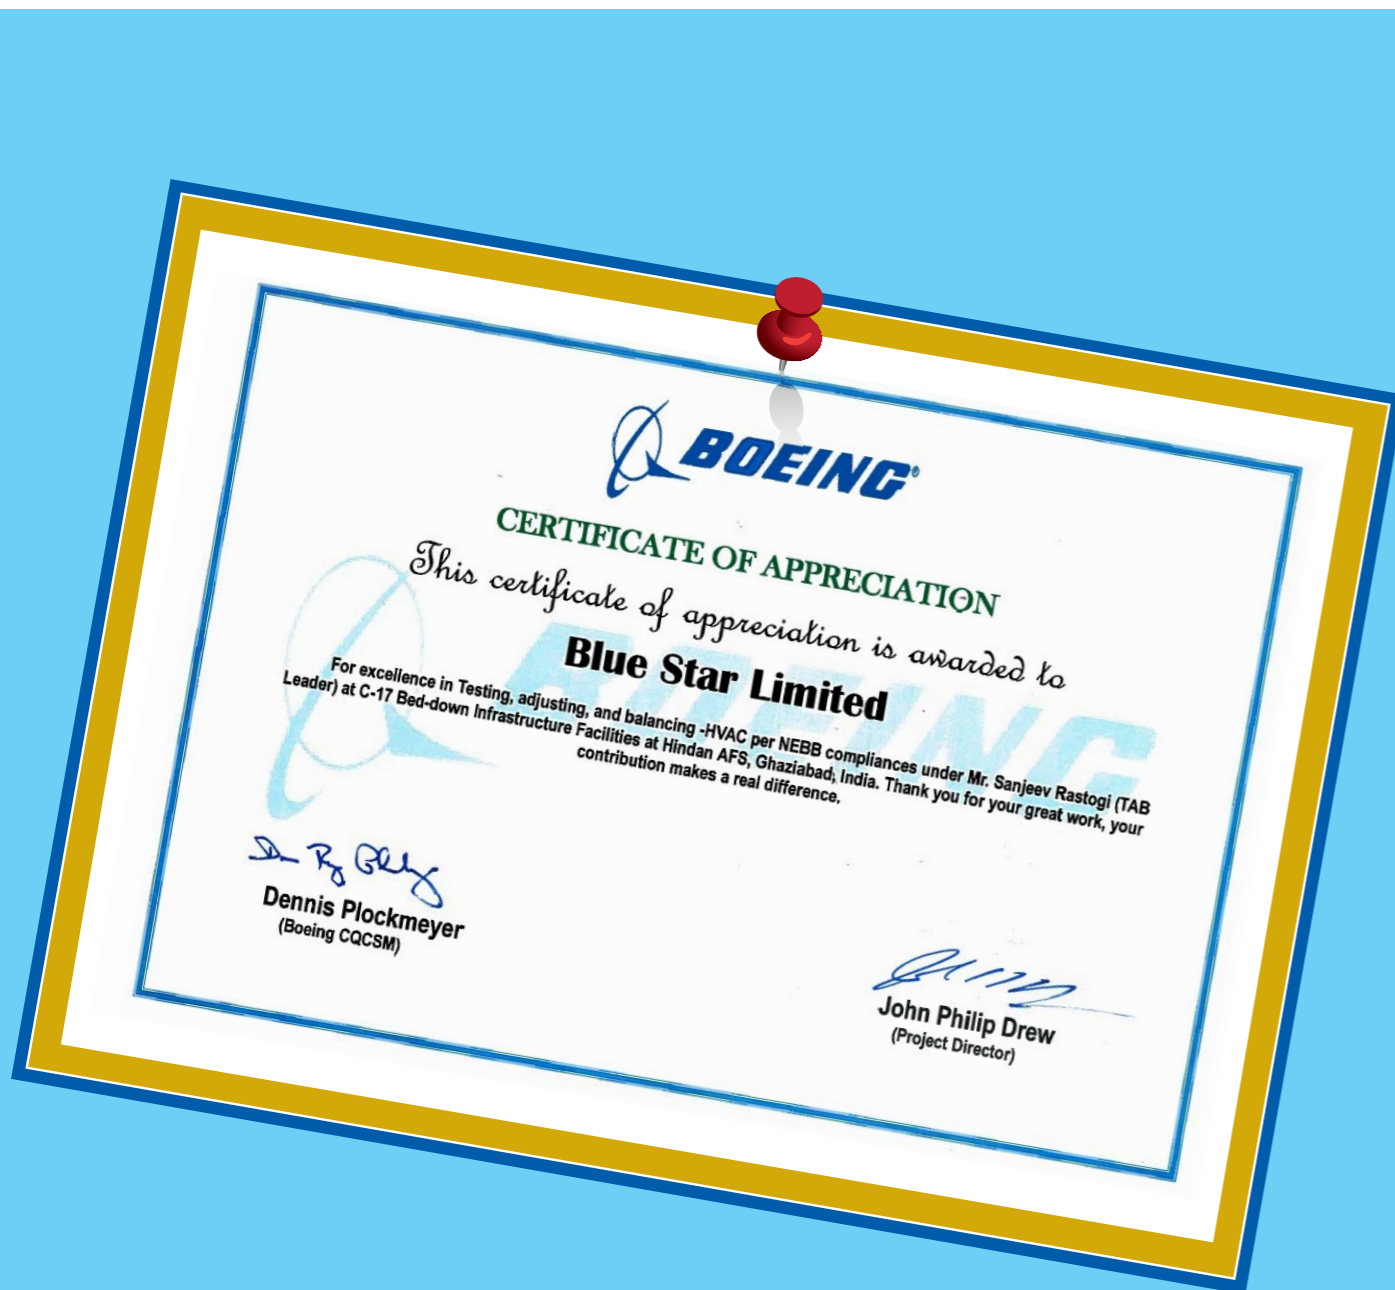 BOEING®
CERTIFICATE OF APPRECIATION
This certificate of appreciation is awarded to
Blue Star Limited
For excellence in Testing, adjusting, and balancing -HVAC per NEBB compliances under Mr. Sanjeev Rastogi (TAB
Leader) at C-17 Bed-down Infrastructure Facilities at Hindan AFS, Ghaziabad, India. Thank you for your great work, your
contribution makes a real difference.
Dennis Plockmeyer
(Boeing CQCSM)
John Philip Drew
(Project Director)
BOEING